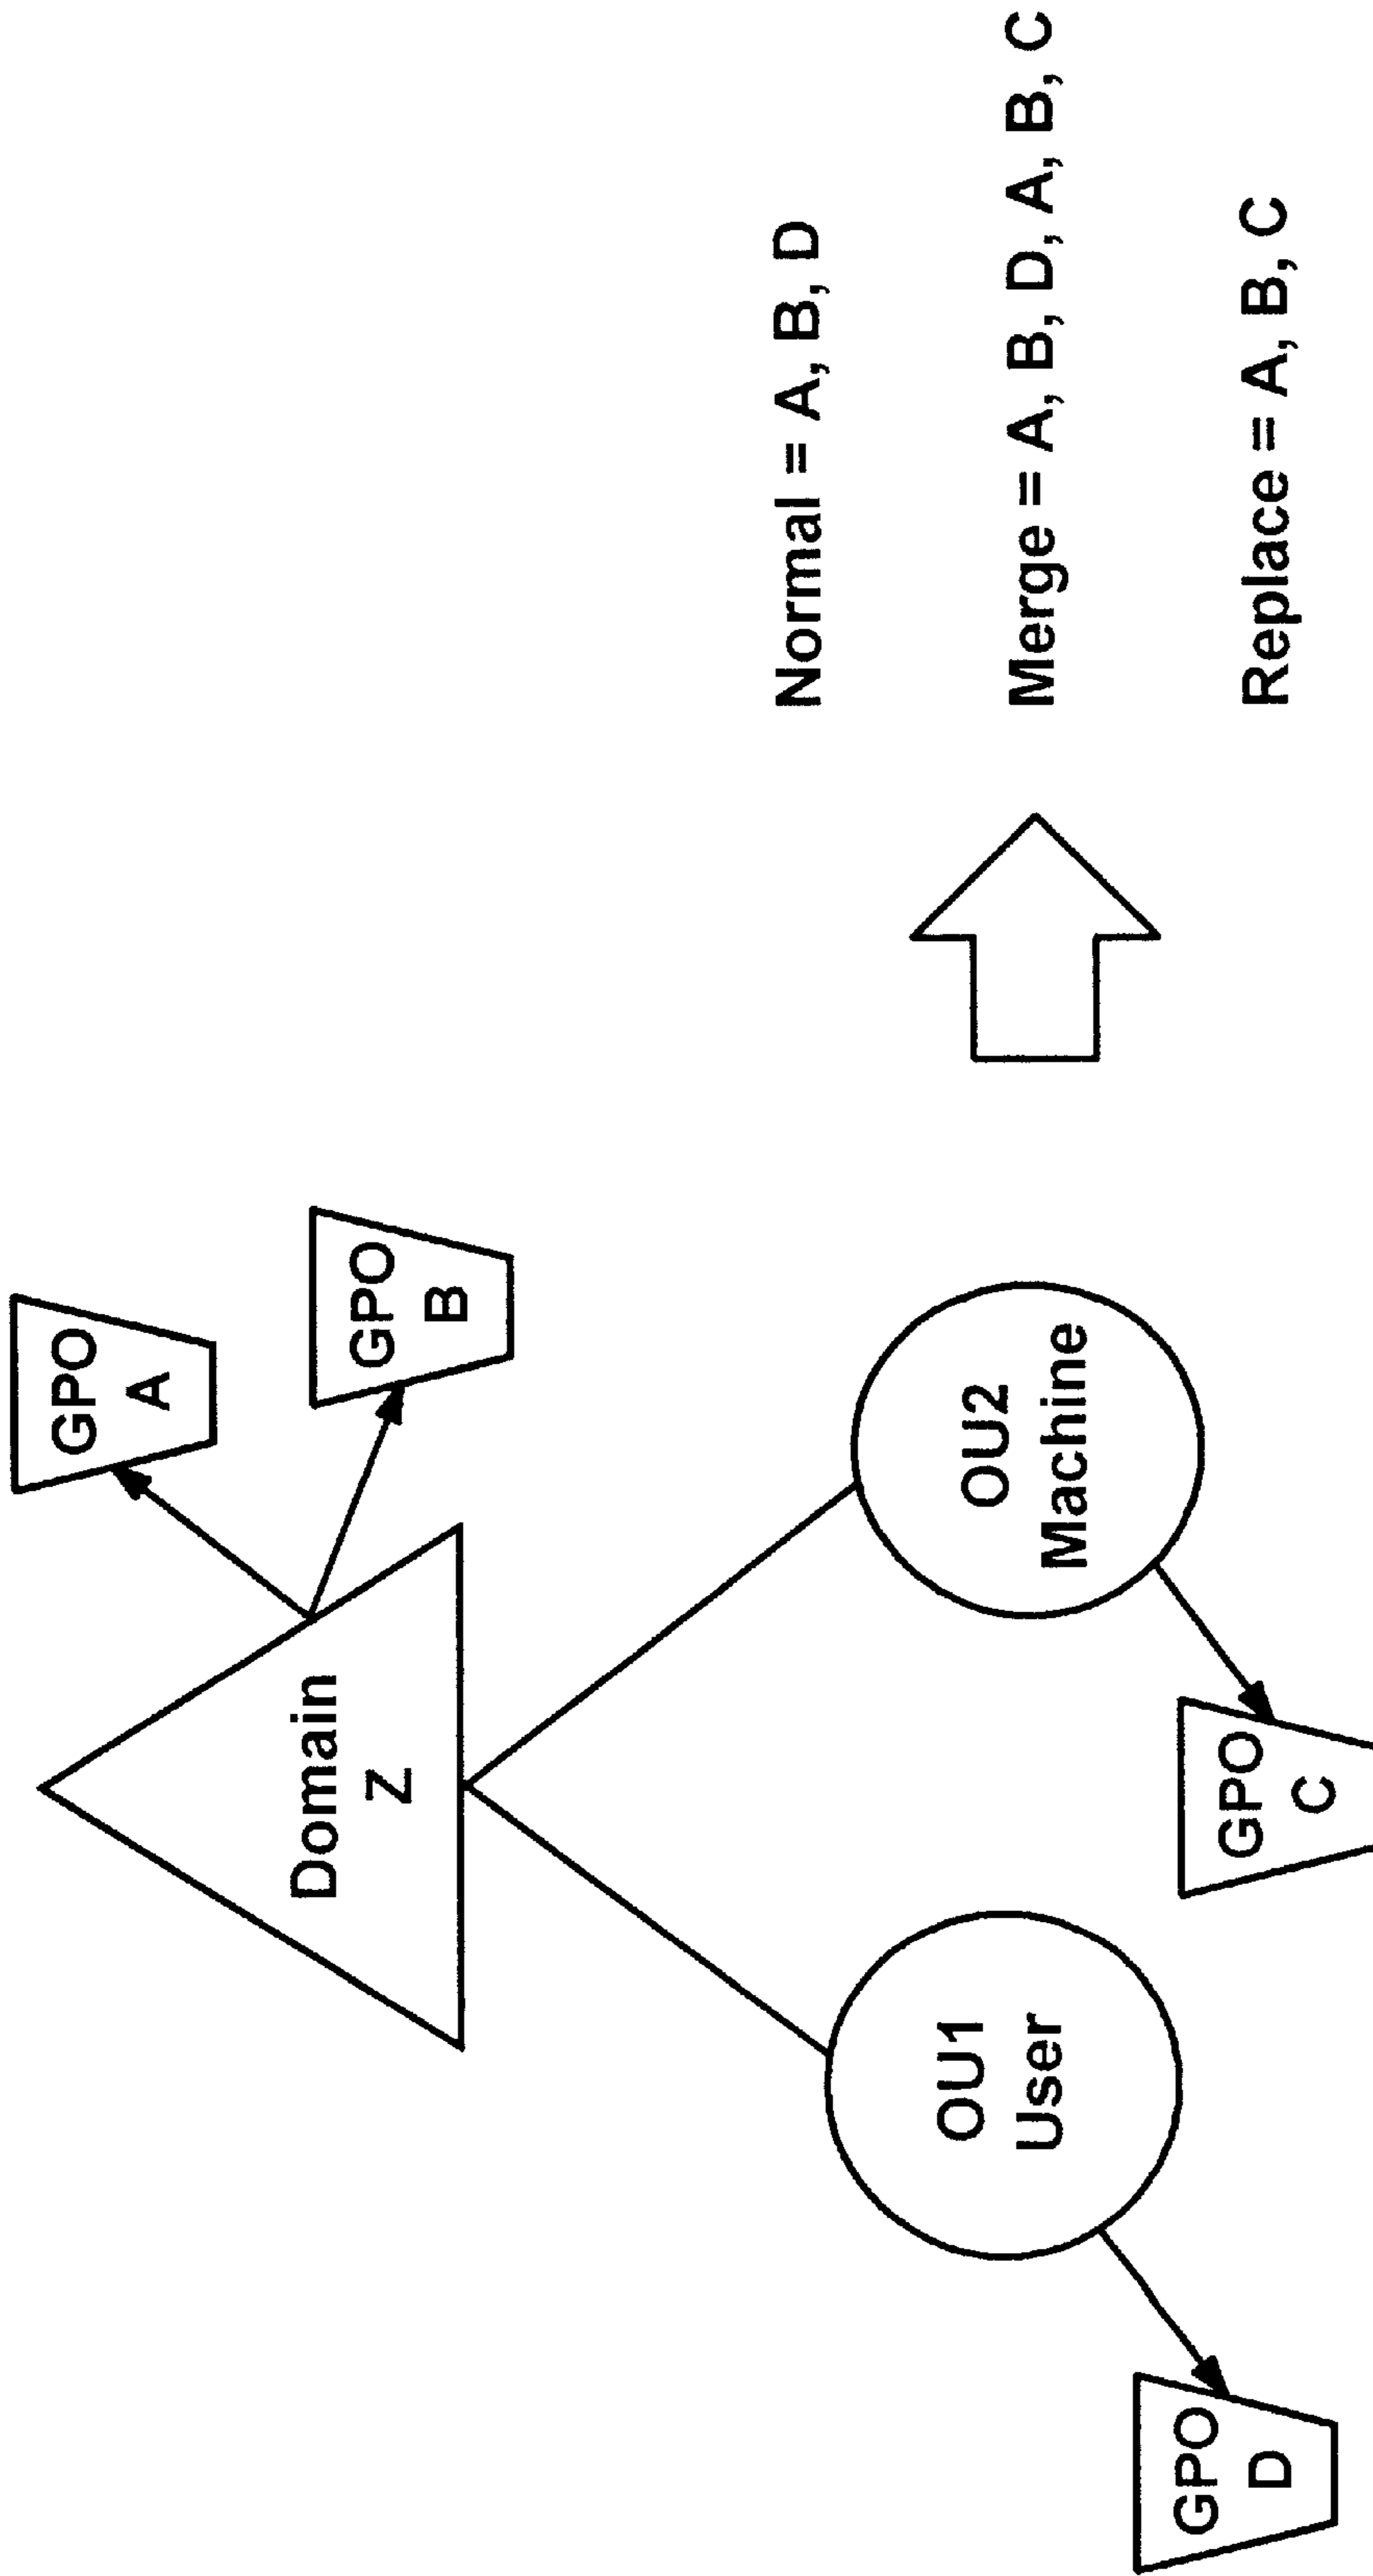 GPO
A
GPO
B
Domain
Z
OU1
User
OU2
Machine
GPO
D
GPO
C
Normal = A, B, D
Merge = A, B, D, A, B, C
Replace = A, B, C